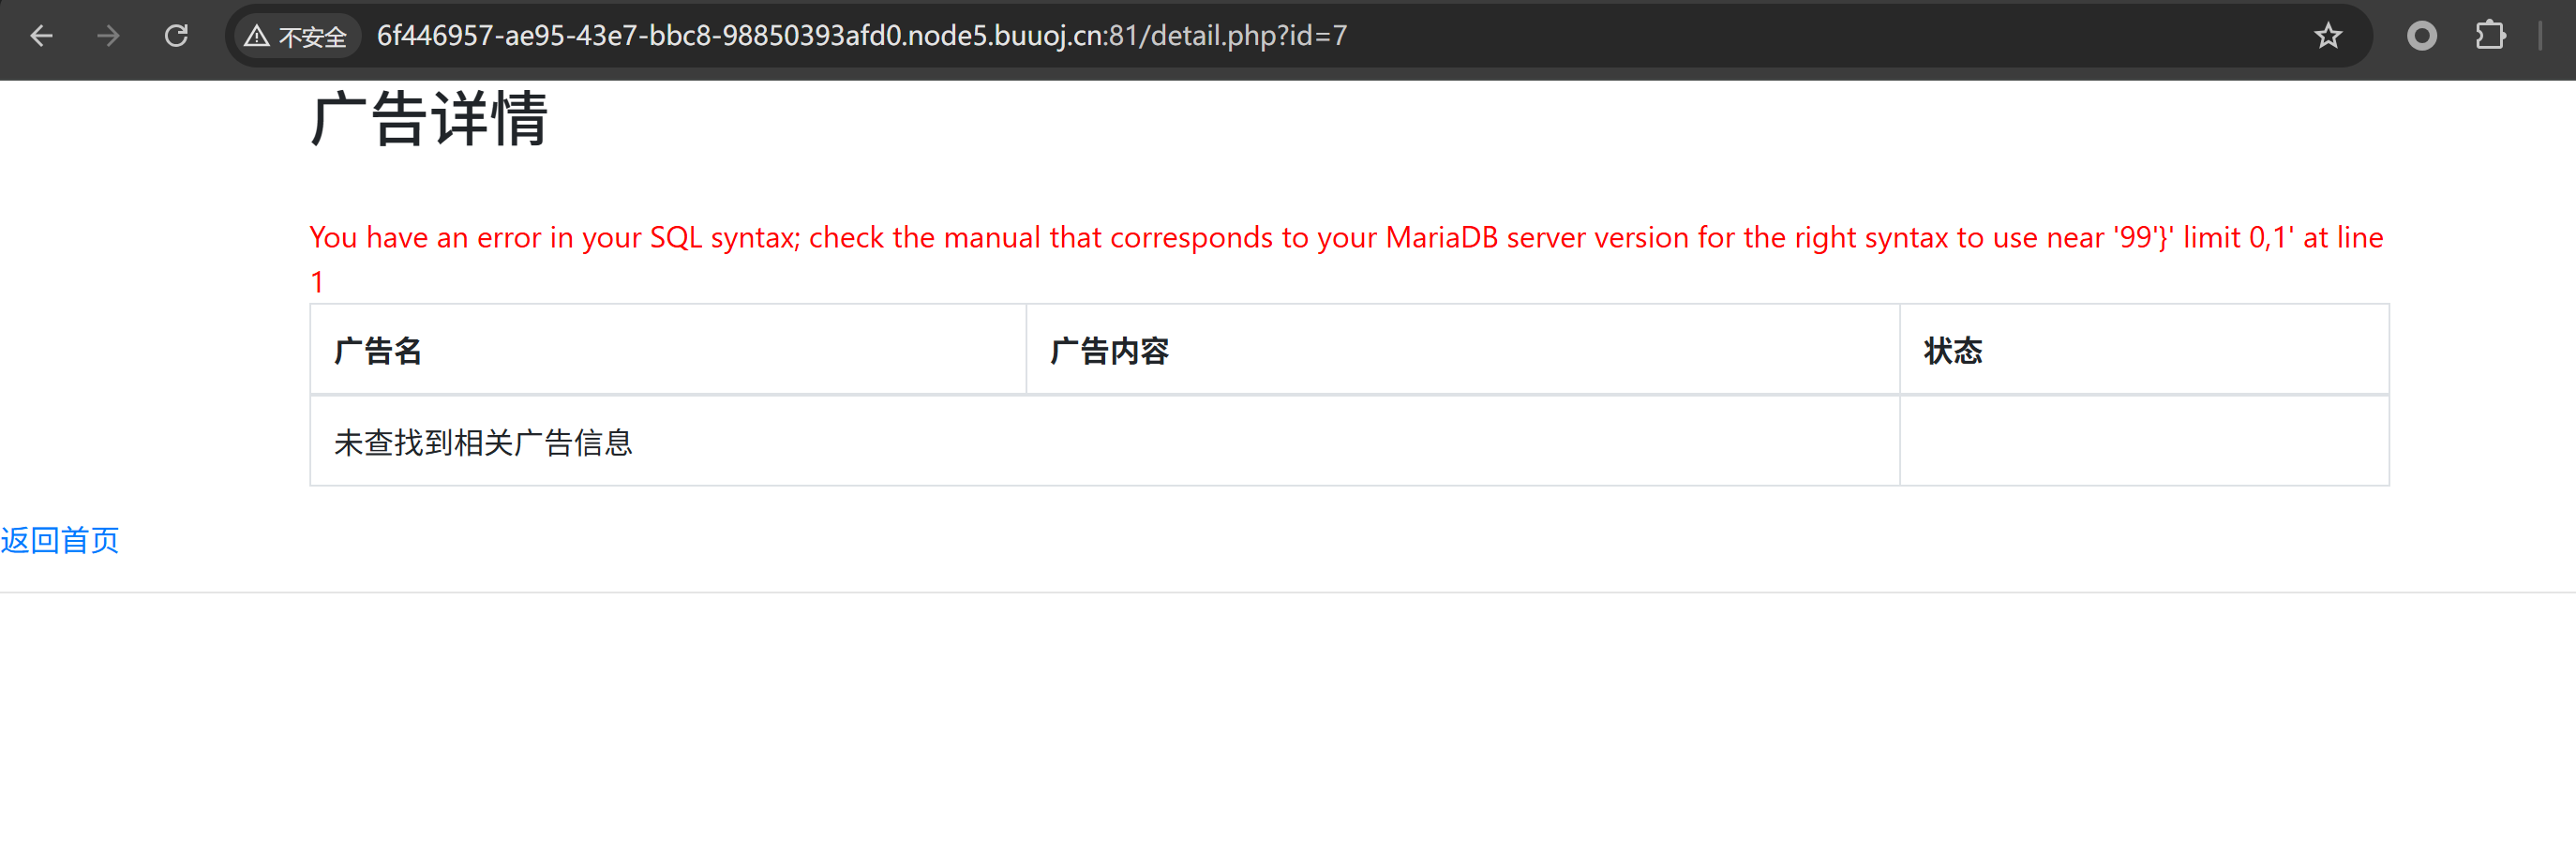 不安全 6f446957-ae95-43e7-bbc8-98850393afd0.node5.buuoj.cn:81/detail.php?id=7
广告详情
You have an error in your SQL syntax; check the manual that corresponds to your MariaDB server version for the right syntax to use near '99'}' limit 0,1' at line
1
广告名 广告内容 状态
未查找到相关广告信息
返回首页